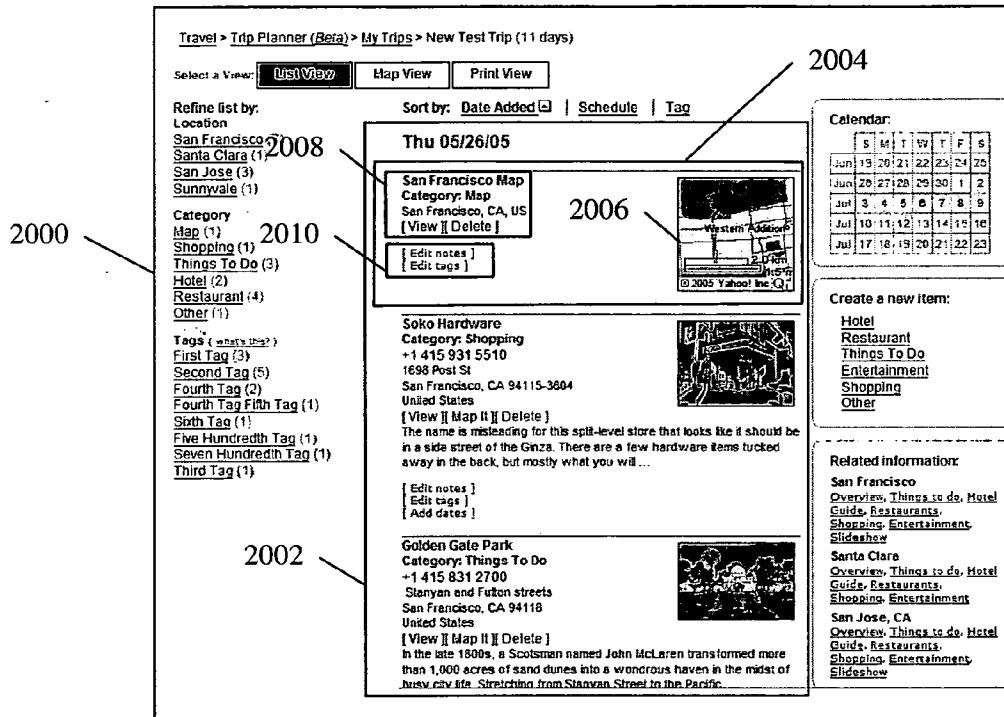 Travel > Trip Planner (Beta) > My Trips > New Test Trip (11 days)
Select a View: List View Map View Print View
2004
Refine list by:
Location
San Francisco
Santa Clara (1)
San Jose (3)
Sunnyvale (1)
Category
Map (1)
Shopping (1)
Things To Do (3)
Hotel (2)
Restaurant (4)
Other (1)
Tags ( what's this? )
First Tag (3)
Second Tag (5)
Fourth Tag (2)
Fourth Tag Fifth Tag (1)
Sixth Tag (1)
Five Hundredth Tag (1)
Seven Hundredth Tag (1)
Third Tag (1)
2000
2008
2010
2002
Sort by: Date Added | Schedule | Tag
Thu 05/26/05
San Francisco Map
Category: Map
San Francisco, CA, US
[ View ][ Delete ]
[ Edit notes ]
[ Edit tags ]
2006
Western Addition
2.0 km
© 2005 Yahoo! Inc
Soko Hardware
Category: Shopping
+1 415 931 5510
1698 Post St
San Francisco, CA 94115-3604
United States
[ View ][ Map It ][ Delete ]
The name is misleading for this split-level store that looks like it should be
in a side street of the Ginza. There are a few hardware items tucked
away in the back, but mostly what you will ...
[ Edit notes ]
[ Edit tags ]
[ Add dates ]
Golden Gate Park
Category: Things To Do
+1 415 831 2700
Stanyan and Fulton streets
San Francisco, CA 94118
United States
[ View ][ Map It ][ Delete ]
In the late 1800s, a Scotsman named John McLaren transformed more
than 1,000 acres of sand dunes into a wondrous haven in the midst of
busy city life. Stretching from Stanyan Street to the Pacific
Calendar:
S M T W T F S
Jun 19 20 21 22 23 24 25
Jun 26 27 28 29 30 1 2
Jul 3 4 5 6 7 8 9
Jul 10 11 12 13 14 15 16
Jul 17 18 19 20 21 22 23
Create a new item:
Hotel
Restaurant
Things To Do
Entertainment
Shopping
Other
Related information:
San Francisco
Overview, Things to do, Hotel
Guide, Restaurants,
Shopping, Entertainment,
Slideshow
Santa Clara
Overview, Things to do, Hotel
Guide, Restaurants,
Shopping, Entertainment
San Jose, CA
Overview, Things to do, Hotel
Guide, Restaurants,
Shopping, Entertainment,
Slideshow